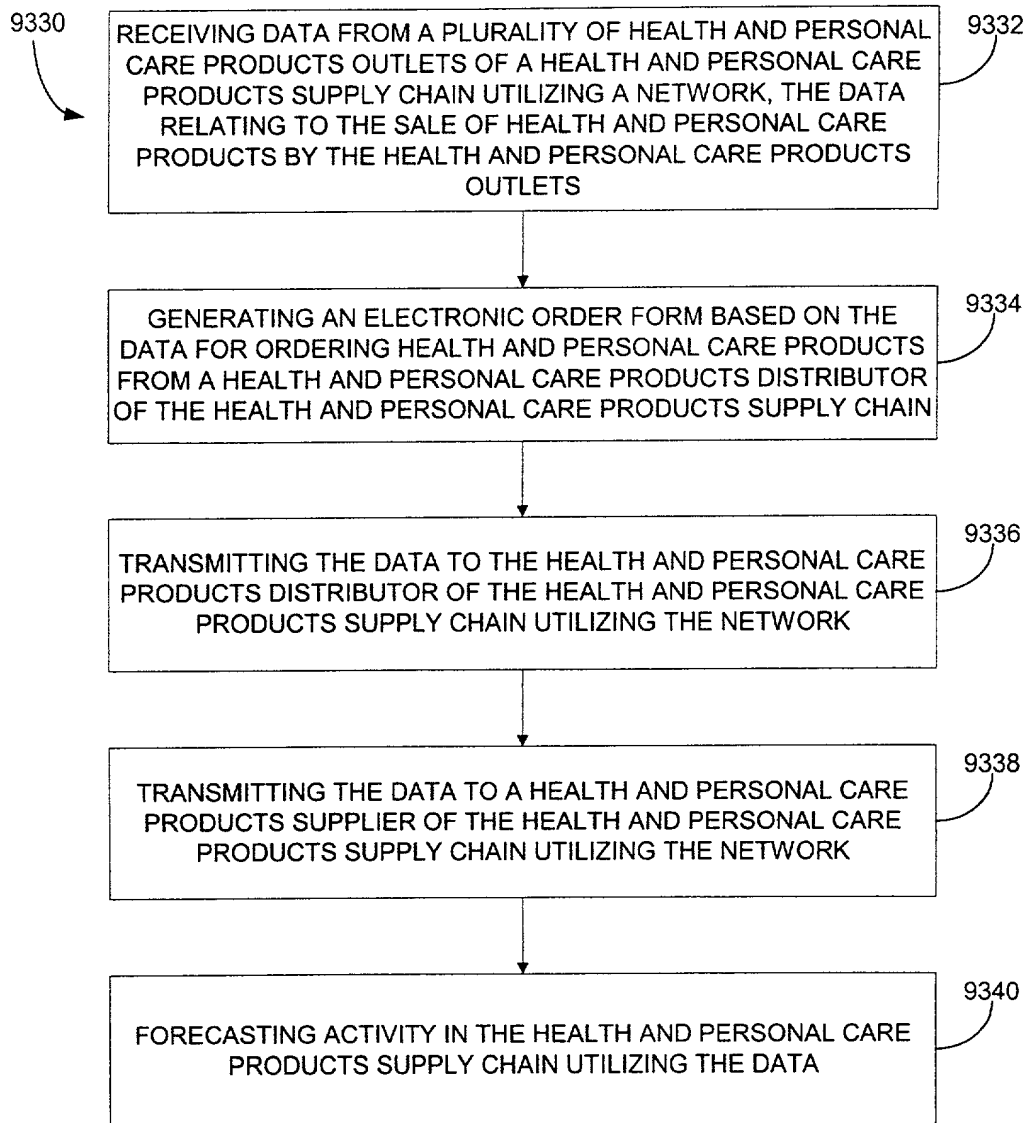 9330
RECEIVING DATA FROM A PLURALITY OF HEALTH AND PERSONAL
CARE PRODUCTS OUTLETS OF A HEALTH AND PERSONAL CARE
PRODUCTS SUPPLY CHAIN UTILIZING A NETWORK, THE DATA
RELATING TO THE SALE OF HEALTH AND PERSONAL CARE
PRODUCTS BY THE HEALTH AND PERSONAL CARE PRODUCTS
OUTLETS
9332
GENERATING AN ELECTRONIC ORDER FORM BASED ON THE
DATA FOR ORDERING HEALTH AND PERSONAL CARE PRODUCTS
FROM A HEALTH AND PERSONAL CARE PRODUCTS DISTRIBUTOR
OF THE HEALTH AND PERSONAL CARE PRODUCTS SUPPLY CHAIN
9334
TRANSMITTING THE DATA TO THE HEALTH AND PERSONAL CARE
PRODUCTS DISTRIBUTOR OF THE HEALTH AND PERSONAL CARE
PRODUCTS SUPPLY CHAIN UTILIZING THE NETWORK
9336
TRANSMITTING THE DATA TO A HEALTH AND PERSONAL CARE
PRODUCTS SUPPLIER OF THE HEALTH AND PERSONAL CARE
PRODUCTS SUPPLY CHAIN UTILIZING THE NETWORK
9338
FORECASTING ACTIVITY IN THE HEALTH AND PERSONAL CARE
PRODUCTS SUPPLY CHAIN UTILIZING THE DATA
9340